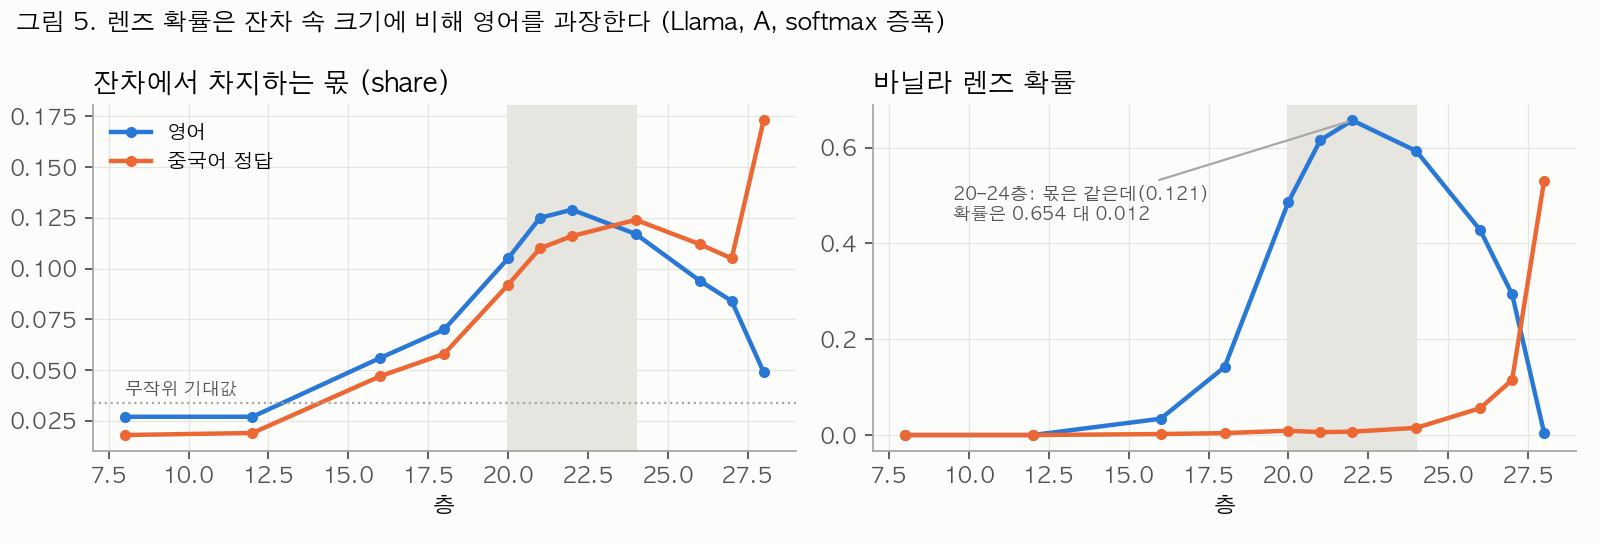 그림 5. 렌즈 확률은 잔차 속 크기에 비해 영어를 과장한다 (Llama, A, softmax 증폭)
잔차에서 차지하는 몫 (share)
0.175
0.150
0.125
0.100
0.075
0.050
0.025
영어
중국어 정답
무작위 기대값
7.5 10.0 12.5 15.0 17.5 20.0 22.5 25.0 27.5
층
바닐라 렌즈 확률
0.6
0.4
0.2
0.0
20–24층: 몫은 같은데(0.121)
확률은 0.654 대 0.012
7.5 10.0 12.5 15.0 17.5 20.0 22.5 25.0 27.5
층